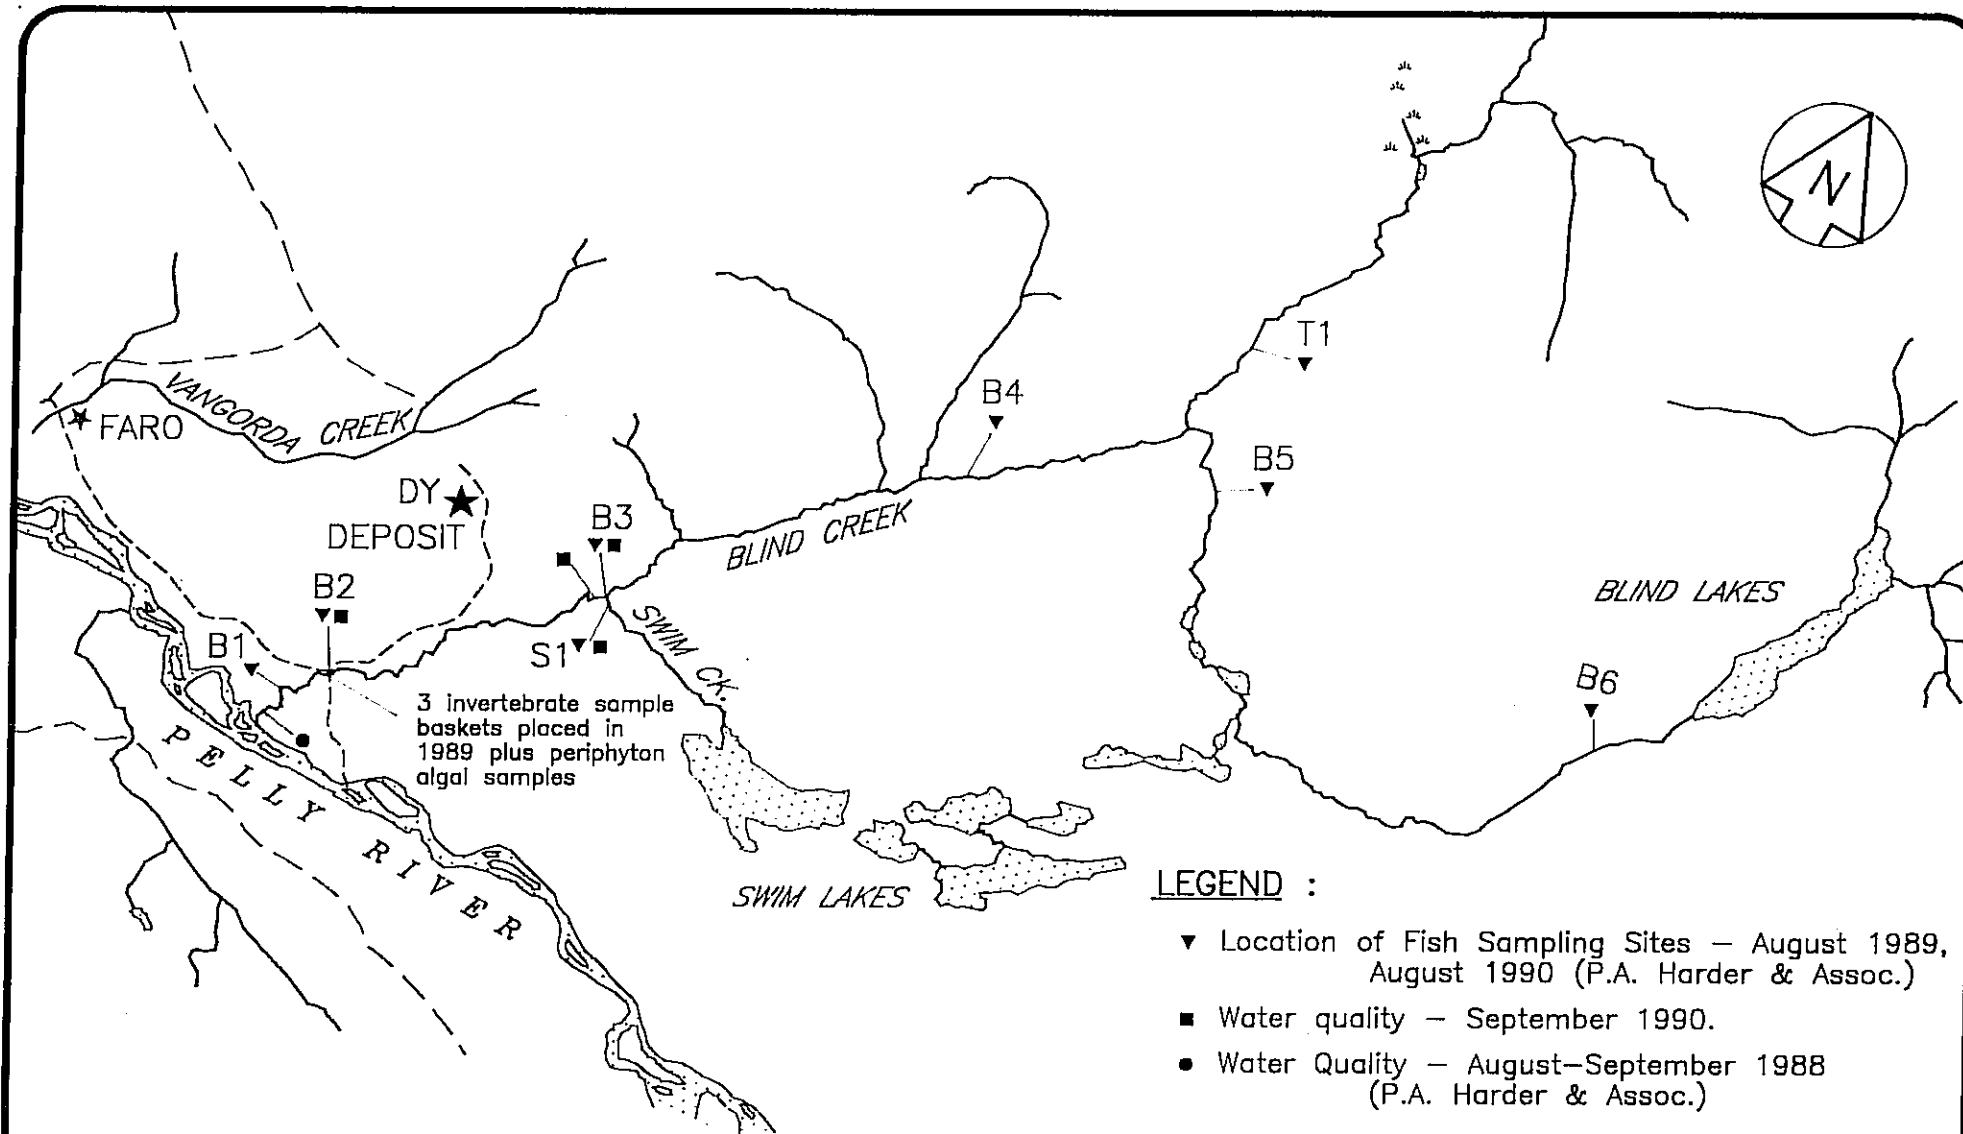 N
T1
B4
VANGORDA CREEK
FARO
B5
DY
DEPOSIT
B3
BLIND CREEK
B2
BLIND LAKES
SWIM CK.
B1
S1
B6
3 invertebrate sample
baskets placed in
1989 plus periphyton
algal samples
PELLY RIVER
SWIM LAKES
LEGEND :
Location of Fish Sampling Sites – August 1989,
August 1990 (P.A. Harder & Assoc.)
Water quality – September 1990.
Water Quality – August–September 1988
(P.A. Harder & Assoc.)